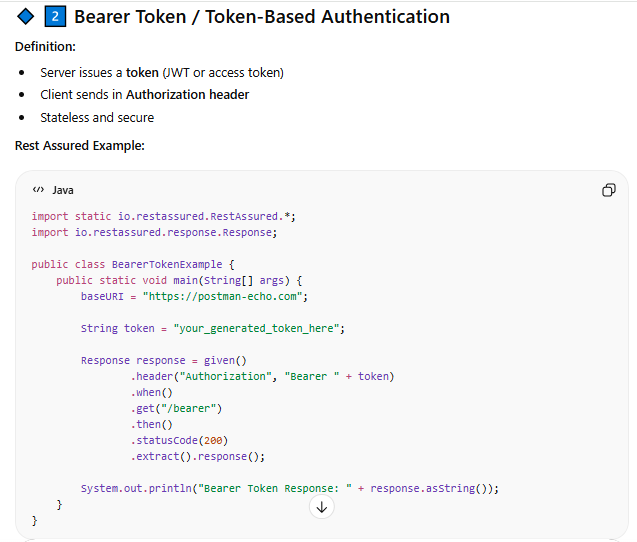 2 Bearer Token / Token-Based Authentication
Definition:
• Server issues a token (JWT or access token)
• Client sends in Authorization header
• Stateless and secure
Rest Assured Example:
</> Java
import static io.restassured.RestAssured.*;
import io.restassured.response.Response;
public class BearerTokenExample {
    public static void main(String[] args) {
        baseURI = "https://postman-echo.com";
        String token = "your_generated_token_here";
        Response response = given()
                .header("Authorization", "Bearer " + token)
                .when()
                .get("/bearer")
                .then()
                .statusCode(200)
                .extract().response();
        System.out.println("Bearer Token Response: " + response.asString());
    }
}